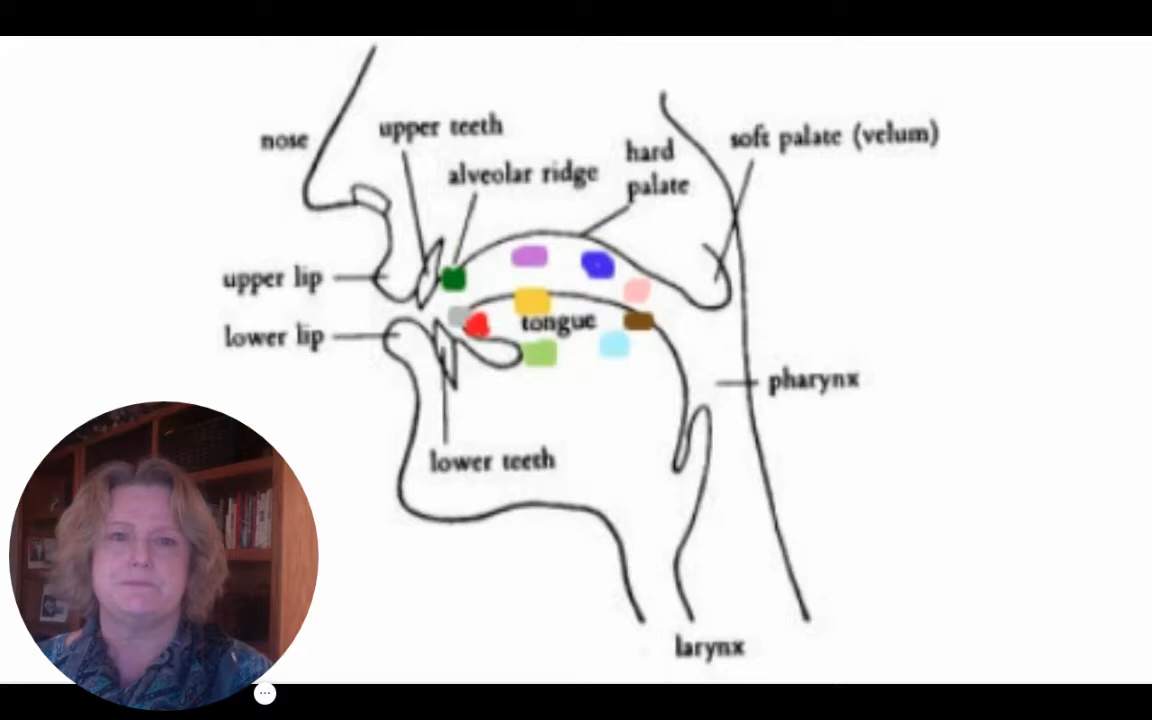 nose
upper teeth
alveolar ridge
hard
palate
soft palate (velum)
upper lip
lower lip
tongue
pharynx
lower teeth
larynx